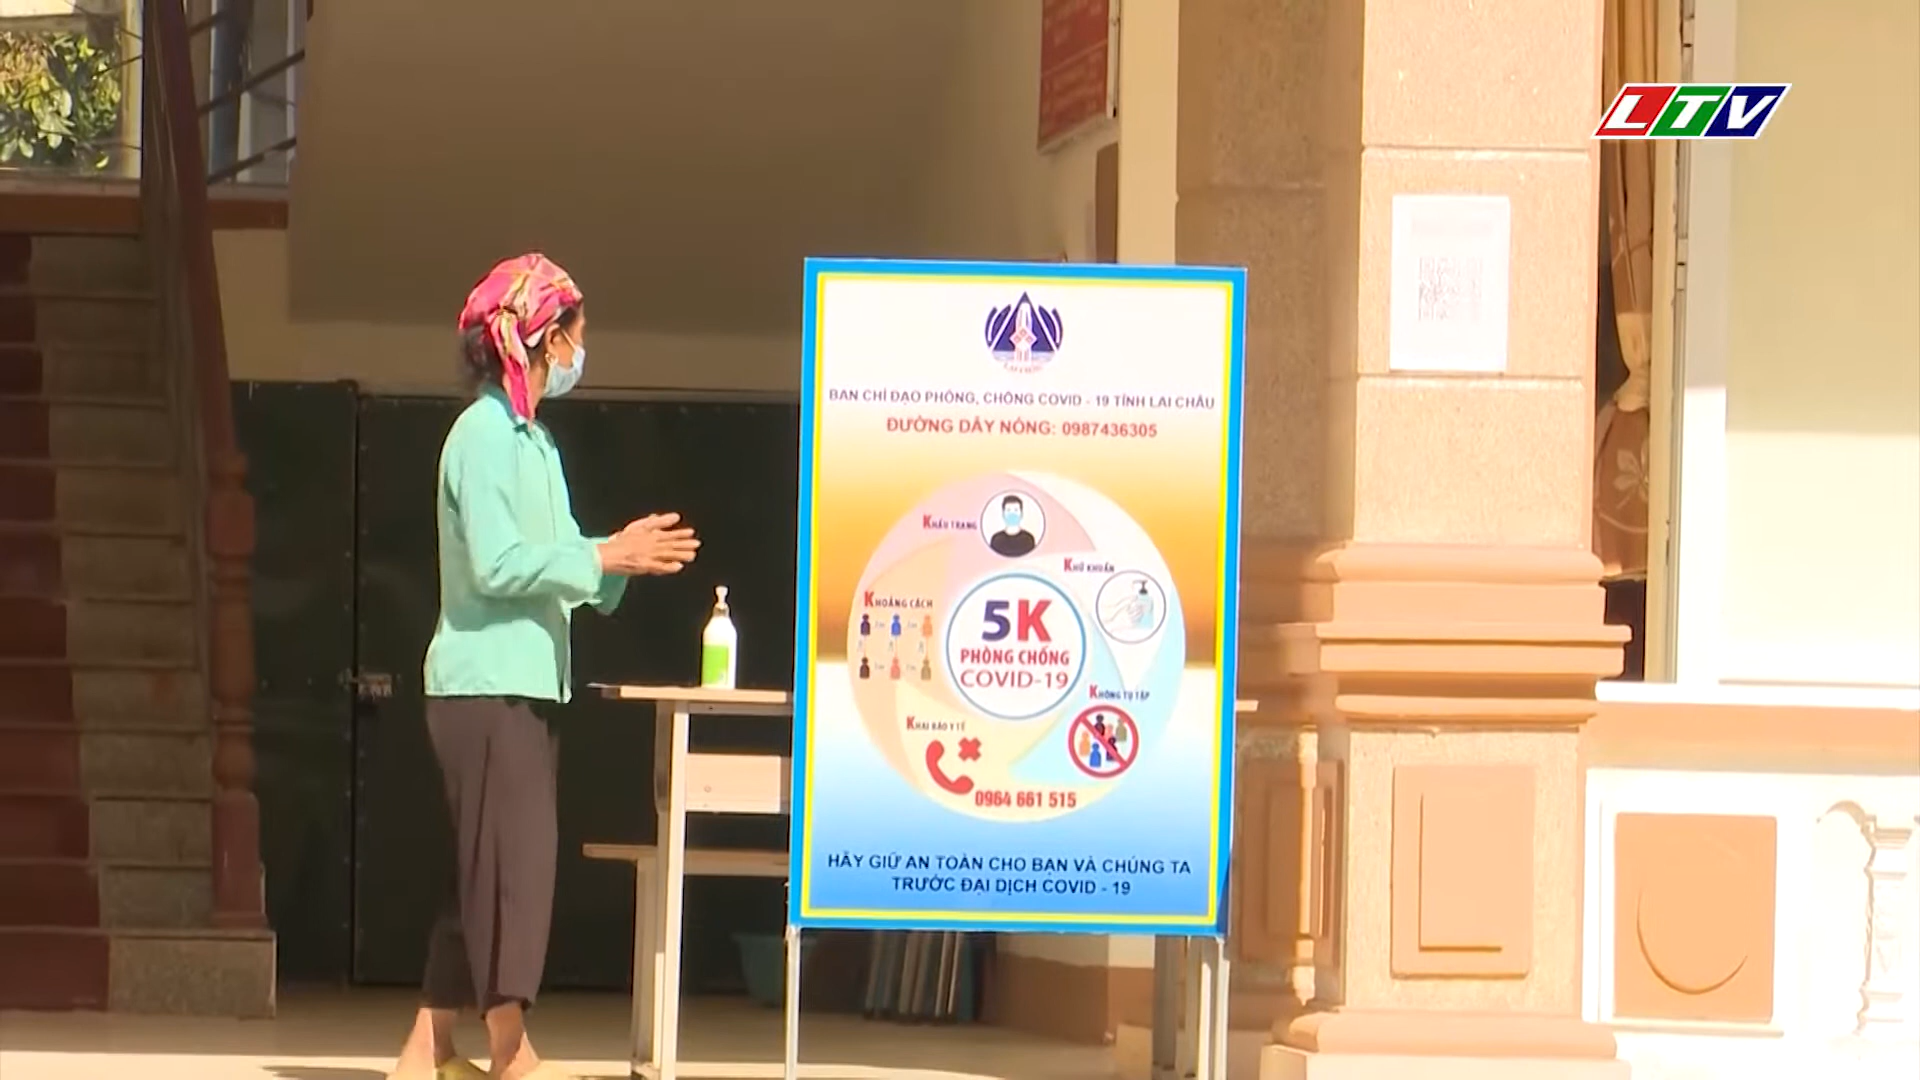 LTV
BAN CHỈ ĐẠO PHÒNG, CHỐNG COVID - 19 TỈNH LAI CHÂU
ĐƯỜNG DÂY NÓNG: 0987436305
KHẨU TRANG
KHỬ KHUẨN
KHOẢNG CÁCH
5K
PHÒNG CHỐNG
COVID-19
KHÔNG TỤ TẬP
KHAI BÁO Y TẾ
0964 661 515
HÃY GIỮ AN TOÀN CHO BẠN VÀ CHÚNG TA
TRƯỚC ĐẠI DỊCH COVID - 19